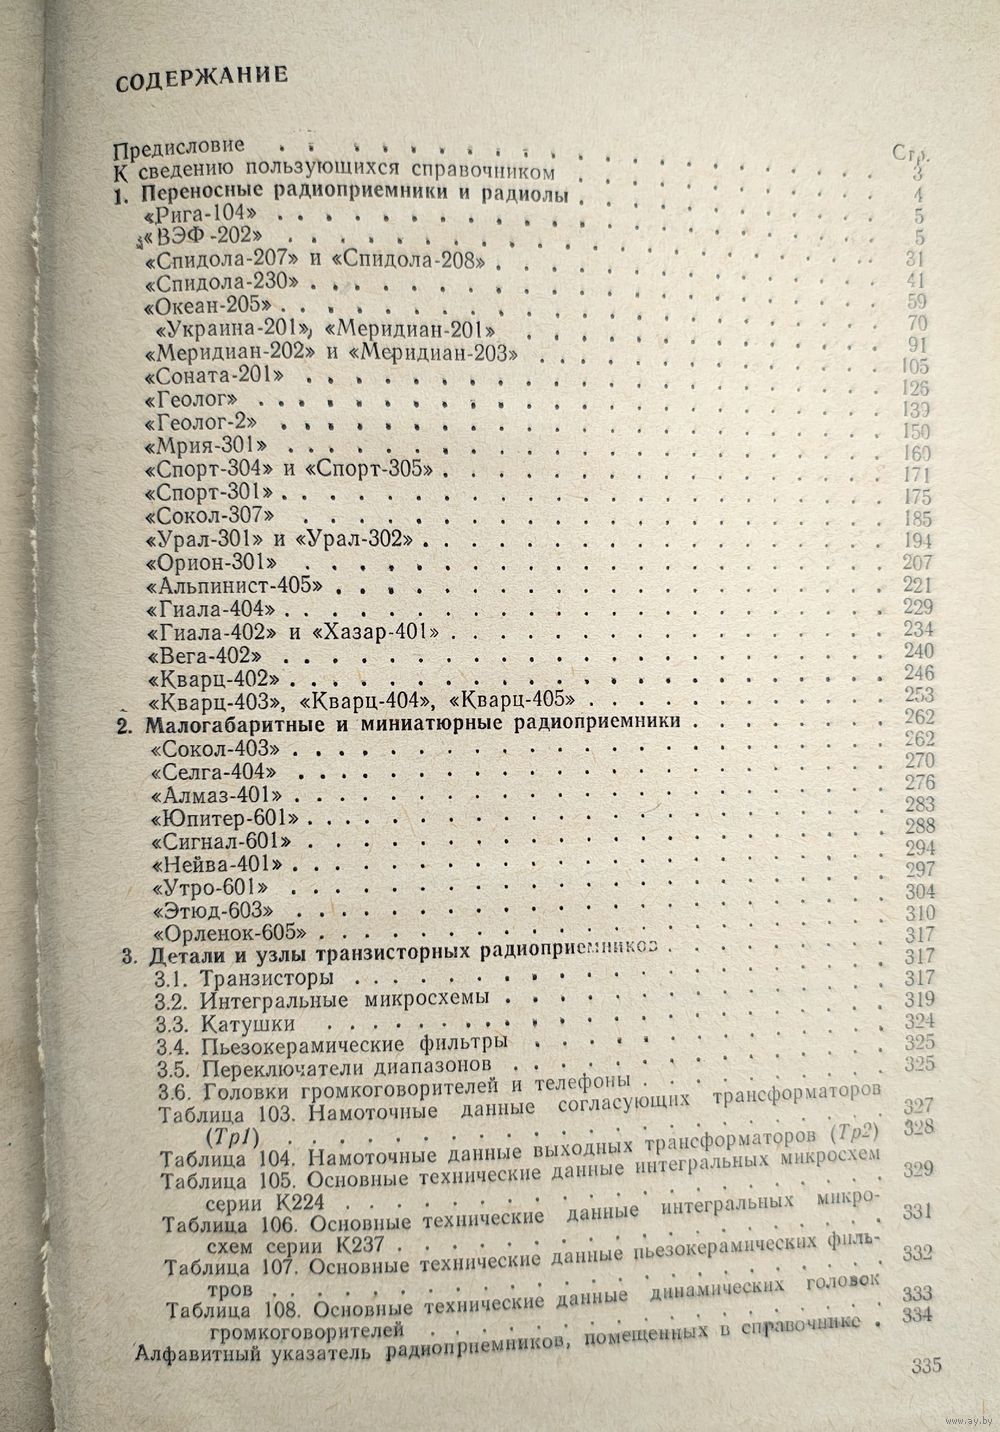 СОДЕРЖАНИЕ
Стр.
Предисловие . . . . . . . . . . 3
К сведению пользующихся справочником . . . . . . 4
1. Переносные радиоприемники и радиолы . . . . . . 5
«Рига-104» . . . . . . . . . . 5
«ВЭФ-202» . . . . . . . . . . 31
«Спидола-207» и «Спидола-208» . . . . . . 41
«Спидола-230» . . . . . . . . . . 59
«Океан-205» . . . . . . . . . . 70
«Украина-201», «Меридиан-201» . . . . . . 91
«Меридиан-202» и «Меридиан-203» . . . . . . 105
«Соната-201» . . . . . . . . . . 126
«Геолог» . . . . . . . . . . 139
«Геолог-2» . . . . . . . . . . 150
«Мрия-301» . . . . . . . . . . 160
«Спорт-304» и «Спорт-305» . . . . . . 171
«Спорт-301» . . . . . . . . . . 175
«Сокол-307» . . . . . . . . . . 185
«Урал-301» и «Урал-302» . . . . . . 194
«Орион-301» . . . . . . . . . . 207
«Альпинист-405» . . . . . . . . . . 221
«Гиала-404» . . . . . . . . . . 229
«Гиала-402» и «Хазар-401» . . . . . . 234
«Вега-402» . . . . . . . . . . 240
«Кварц-402» . . . . . . . . . . 246
«Кварц-403», «Кварц-404», «Кварц-405» . . . . . . 253
2. Малогабаритные и миниатюрные радиоприемники . . . . . . 262
«Сокол-403» . . . . . . . . . . 262
«Селга-404» . . . . . . . . . . 270
«Алмаз-401» . . . . . . . . . . 276
«Юпитер-601» . . . . . . . . . . 283
«Сигнал-601» . . . . . . . . . . 288
«Нейва-401» . . . . . . . . . . 294
«Утро-601» . . . . . . . . . . 297
«Этюд-603» . . . . . . . . . . 304
«Орленок-605» . . . . . . . . . . 310
3. Детали и узлы транзисторных радиоприемников . . . . . . 317
3.1. Транзисторы . . . . . . . . . . 317
3.2. Интегральные микросхемы . . . . . . 317
3.3. Катушки . . . . . . . . . . 319
3.4. Пьезокерамические фильтры . . . . . . 324
3.5. Переключатели диапазонов . . . . . . 325
3.6. Головки громкоговорителей и телефоны . . . . . . 325
Таблица 103. Намоточные данные согласующих трансформаторов
(Тр1) . . . . . . . . . . 327
Таблица 104. Намоточные данные выходных трансформаторов (Тр2) 328
Таблица 105. Основные технические данные интегральных микросхем
серии К224 . . . . . . . . . . 329
Таблица 106. Основные технические данные интегральных микро-
схем серии К237 . . . . . . . . . . 331
Таблица 107. Основные технические данные пьезокерамических филь-
тров . . . . . . . . . . 332
Таблица 108. Основные технические данные динамических головок
громкоговорителей . . . . . . . . . . 333
Алфавитный указатель радиоприемников, помещенных в справочнике . 334
335
www.ay.by